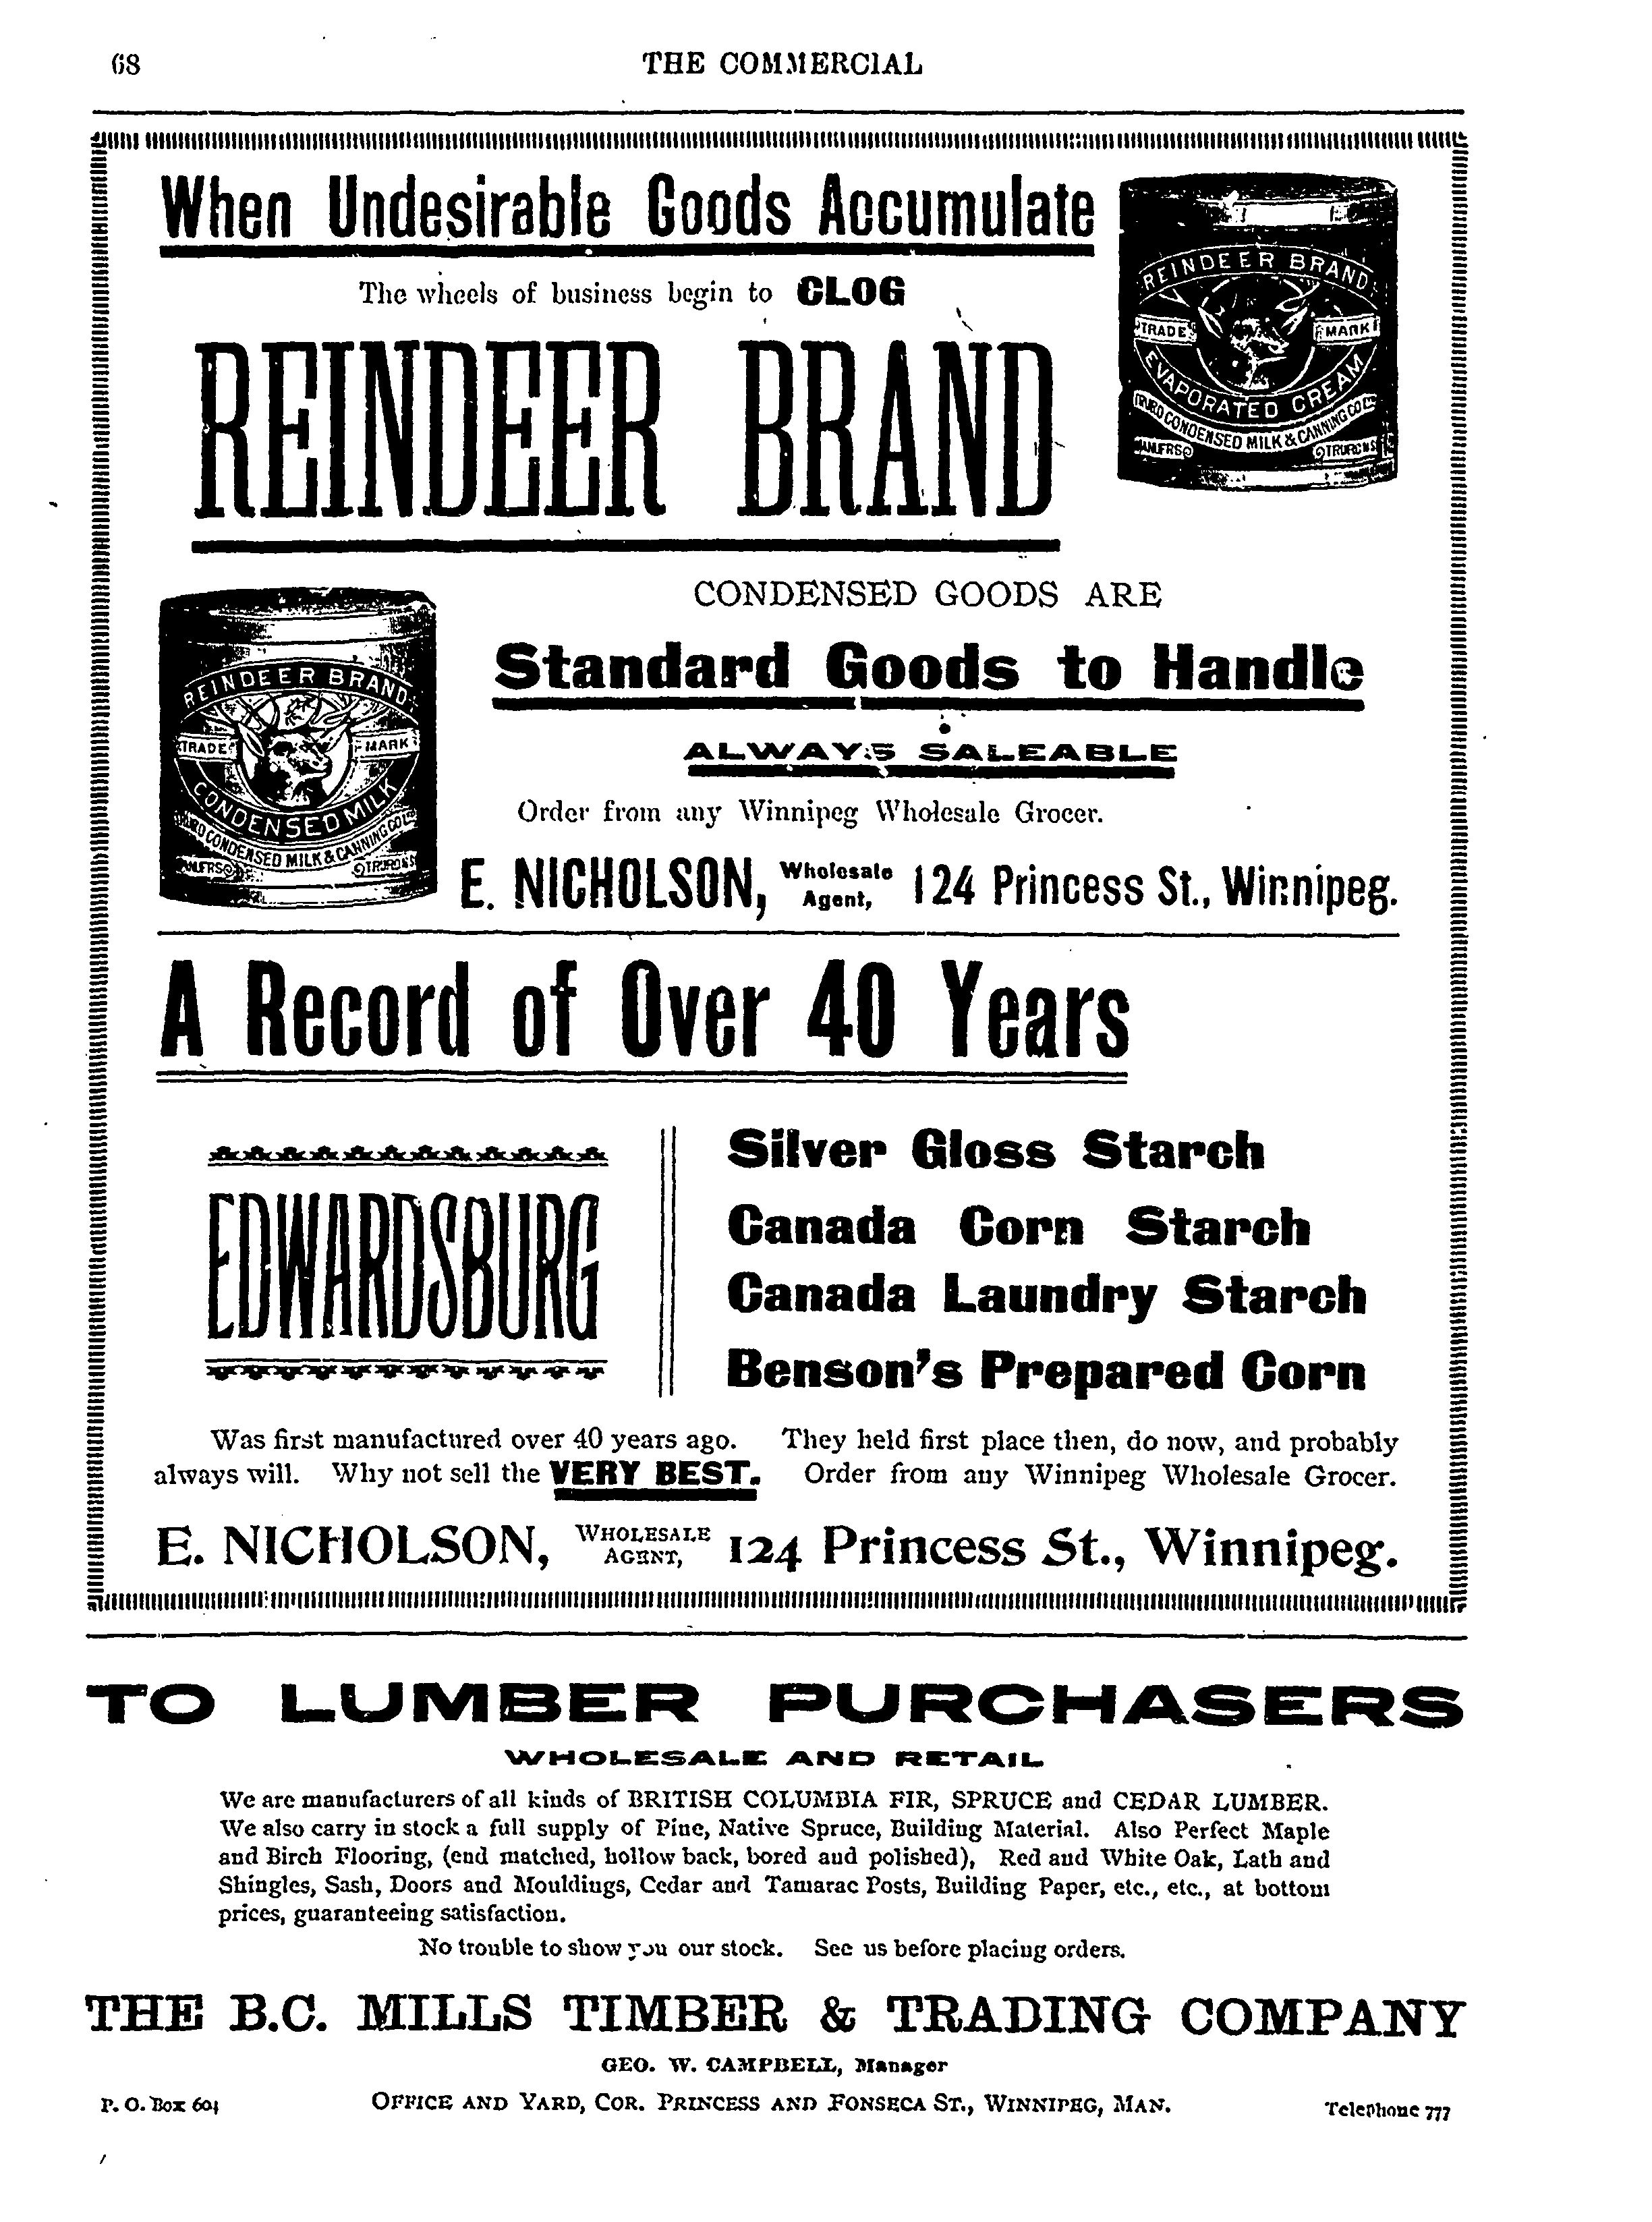 68
THE COMMERCIAL
When Undesirable Goods Accumulate
The wheels of business begin to CLOG
REINDEER BRAND
REINDEER BRAND
TRADE MARK
EVAPORATED CREAM
TRURO CONDENSED MILK & CANNING CO LTD
MANFRS TRURO N.S
CONDENSED GOODS ARE
Standard Goods to Handle
ALWAYS SALEABLE
Order from any Winnipeg Wholesale Grocer.
REINDEER BRAND
TRADE MARK
CONDENSED MILK
TRURO CONDENSED MILK & CANNING CO LTD
MANFRS TRURO N.S
E. NICHOLSON, Wholesale Agent, 124 Princess St., Winnipeg.
A Record of Over 40 Years
EDWARDSBURG
Silver Gloss Starch
Canada Corn Starch
Canada Laundry Starch
Benson's Prepared Corn
Was first manufactured over 40 years ago. They held first place then, do now, and probably
always will. Why not sell the VERY BEST. Order from any Winnipeg Wholesale Grocer.
E. NICHOLSON, WHOLESALE AGENT, 124 Princess St., Winnipeg.
TO LUMBER PURCHASERS
WHOLESALE AND RETAIL
We are manufacturers of all kinds of BRITISH COLUMBIA FIR, SPRUCE and CEDAR LUMBER.
We also carry in stock a full supply of Pine, Native Spruce, Building Material. Also Perfect Maple
and Birch Flooring, (end matched, hollow back, bored and polished), Red and White Oak, Lath and
Shingles, Sash, Doors and Mouldings, Cedar and Tamarac Posts, Building Paper, etc., etc., at bottom
prices, guaranteeing satisfaction.
No trouble to show you our stock. See us before placing orders.
THE B.C. MILLS TIMBER & TRADING COMPANY
GEO. W. CAMPBELL, Manager
P. O. Box 604 OFFICE AND YARD, COR. PRINCESS AND FONSECA ST., WINNIPEG, MAN. Telephone 777